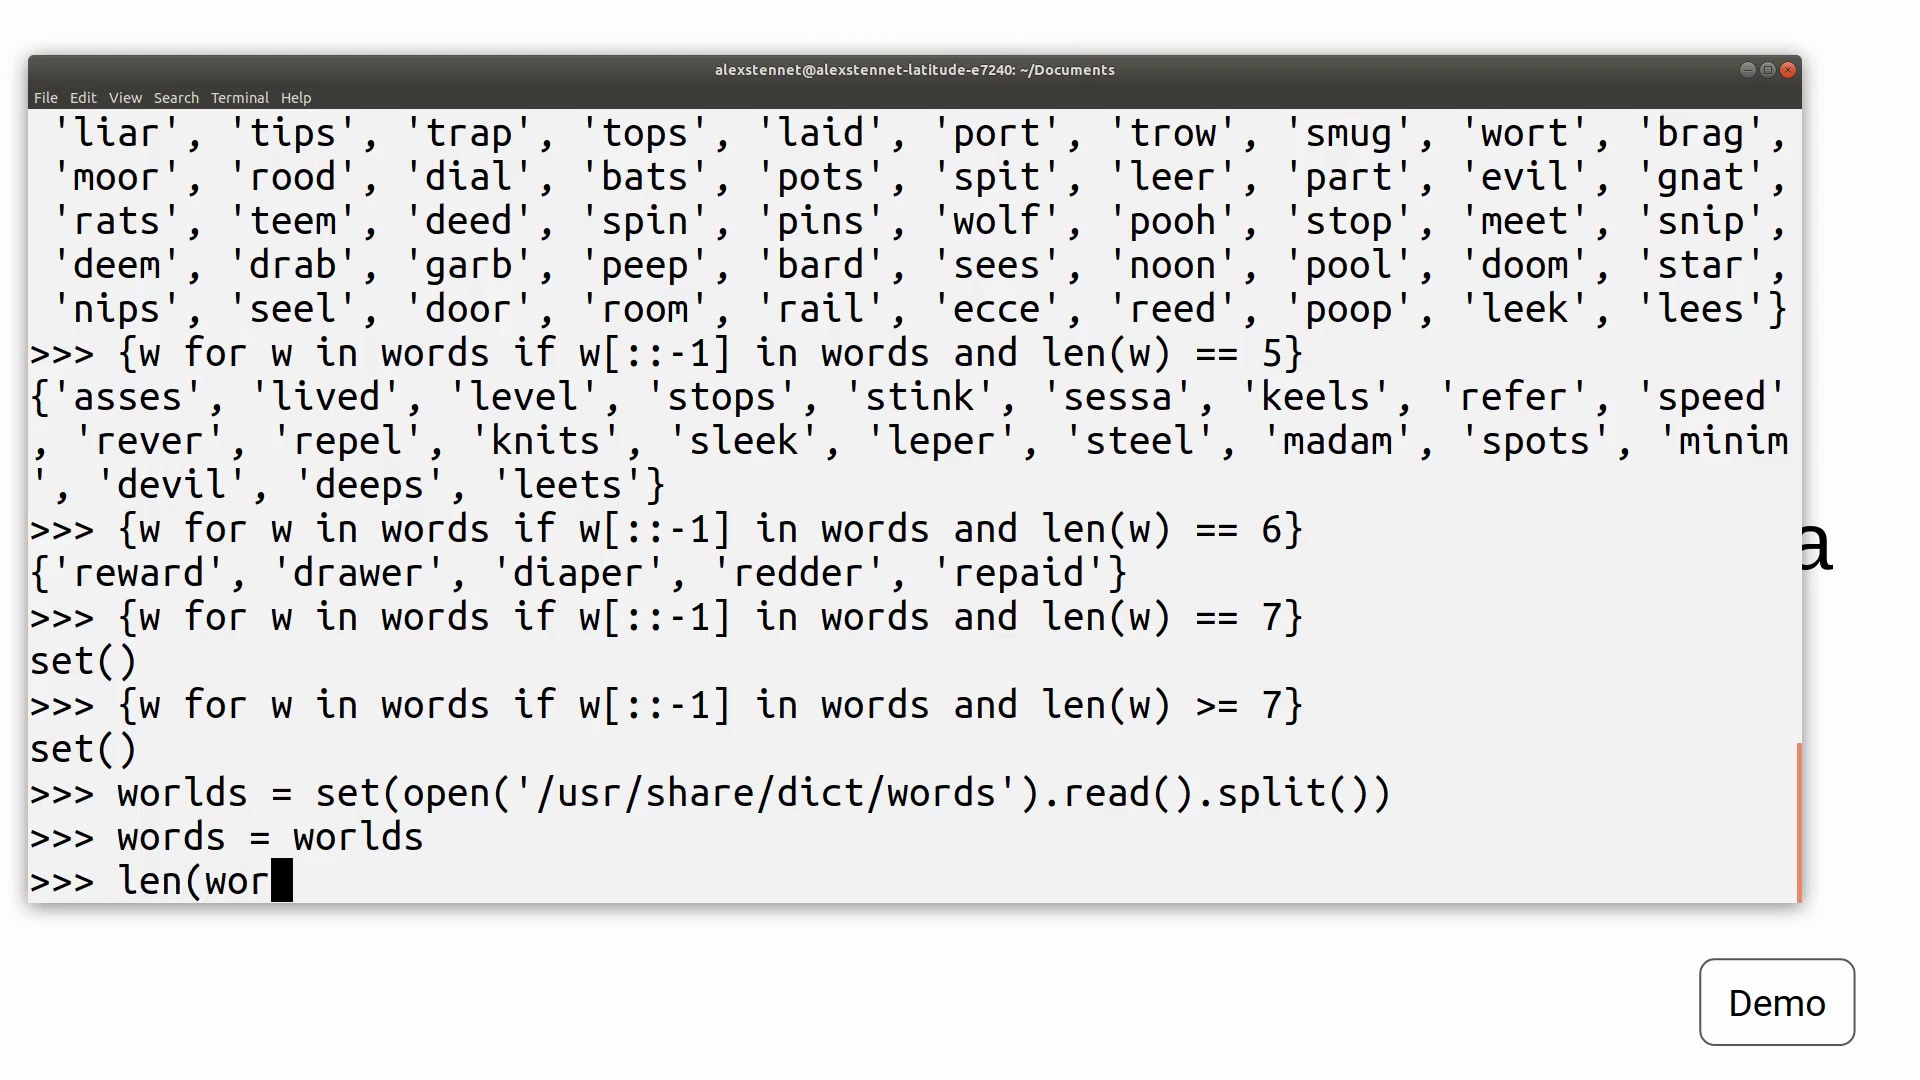 alexstennet@alexstennet-latitude-e7240: ~/Documents
File Edit View Search Terminal Help
'liar', 'tips', 'trap', 'tops', 'laid', 'port', 'trow', 'smug', 'wort', 'brag',
'moor', 'rood', 'dial', 'bats', 'pots', 'spit', 'leer', 'part', 'evil', 'gnat',
'rats', 'teem', 'deed', 'spin', 'pins', 'wolf', 'pooh', 'stop', 'meet', 'snip',
'deem', 'drab', 'garb', 'peep', 'bard', 'sees', 'noon', 'pool', 'doom', 'star',
'nips', 'seel', 'door', 'room', 'rail', 'ecce', 'reed', 'poop', 'leek', 'lees'}
>>> {w for w in words if w[::-1] in words and len(w) == 5}
{'asses', 'lived', 'level', 'stops', 'stink', 'sessa', 'keels', 'refer', 'speed'
, 'rever', 'repel', 'knits', 'sleek', 'leper', 'steel', 'madam', 'spots', 'minim
', 'devil', 'deeps', 'leets'}
>>> {w for w in words if w[::-1] in words and len(w) == 6}
{'reward', 'drawer', 'diaper', 'redder', 'repaid'}
>>> {w for w in words if w[::-1] in words and len(w) == 7}
set()
>>> {w for w in words if w[::-1] in words and len(w) >= 7}
set()
>>> worlds = set(open('/usr/share/dict/words').read().split())
>>> words = worlds
>>> len(wor
a
Demo